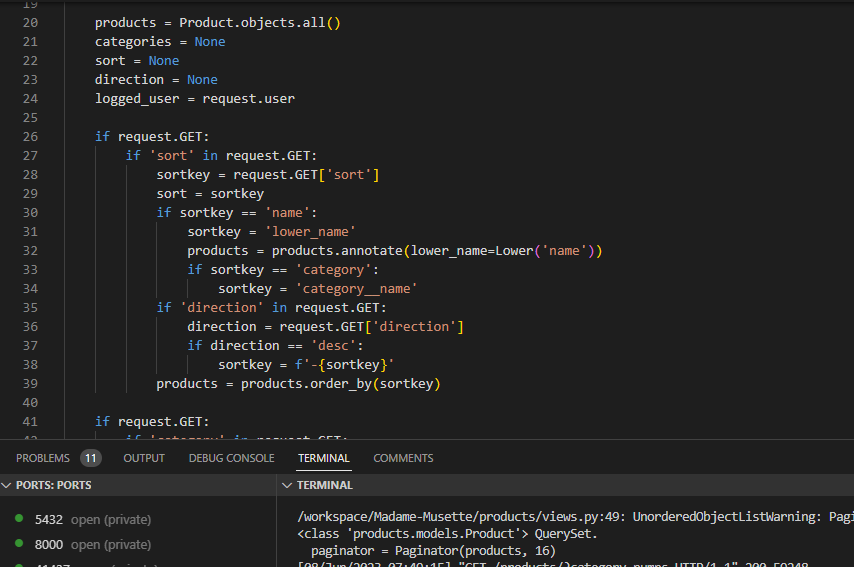 19
20 products = Product.objects.all()
21 categories = None
22 sort = None
23 direction = None
24 logged_user = request.user
25
26 if request.GET:
27 if 'sort' in request.GET:
28 sortkey = request.GET['sort']
29 sort = sortkey
30 if sortkey == 'name':
31 sortkey = 'lower_name'
32 products = products.annotate(lower_name=Lower('name'))
33 if sortkey == 'category':
34 sortkey = 'category__name'
35 if 'direction' in request.GET:
36 direction = request.GET['direction']
37 if direction == 'desc':
38 sortkey = f'-{sortkey}'
39 products = products.order_by(sortkey)
40
41 if request.GET:
42 if 'category' in request.GET:
PROBLEMS 11 OUTPUT DEBUG CONSOLE TERMINAL COMMENTS
PORTS: PORTS
5432 open (private)
8000 open (private)
TERMINAL
/workspace/Madame-Musette/products/views.py:49: UnorderedObjectListWarning: Pagi
<class 'products.models.Product'> QuerySet.
paginator = Paginator(products, 16)